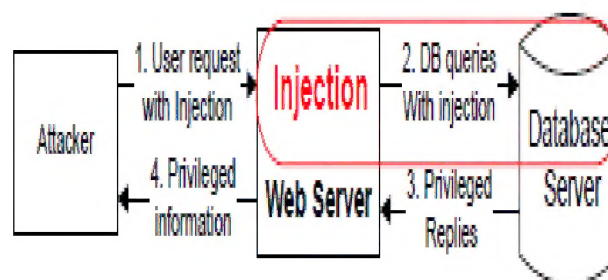 Attacker
1. User request
with Injection
Injection
2. DB queries
With injection
Database
Server
Web Server
3. Privileged
Replies
4. Privileged
information